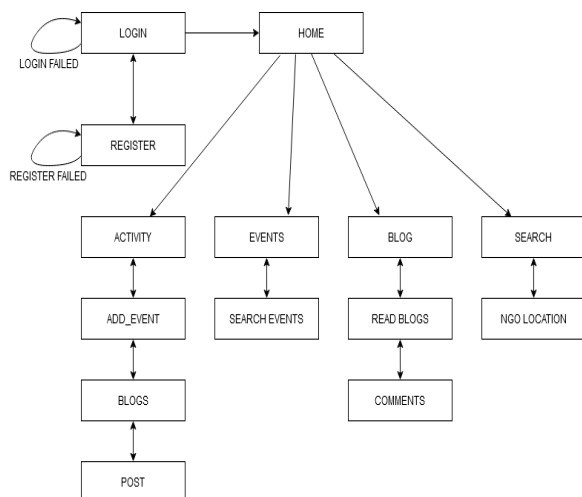 LOGIN
HOME
LOGIN FAILED
REGISTER
REGISTER FAILED
ACTIVITY
EVENTS
BLOG
SEARCH
ADD_EVENT
SEARCH EVENTS
READ BLOGS
NGO LOCATION
BLOGS
COMMENTS
POST